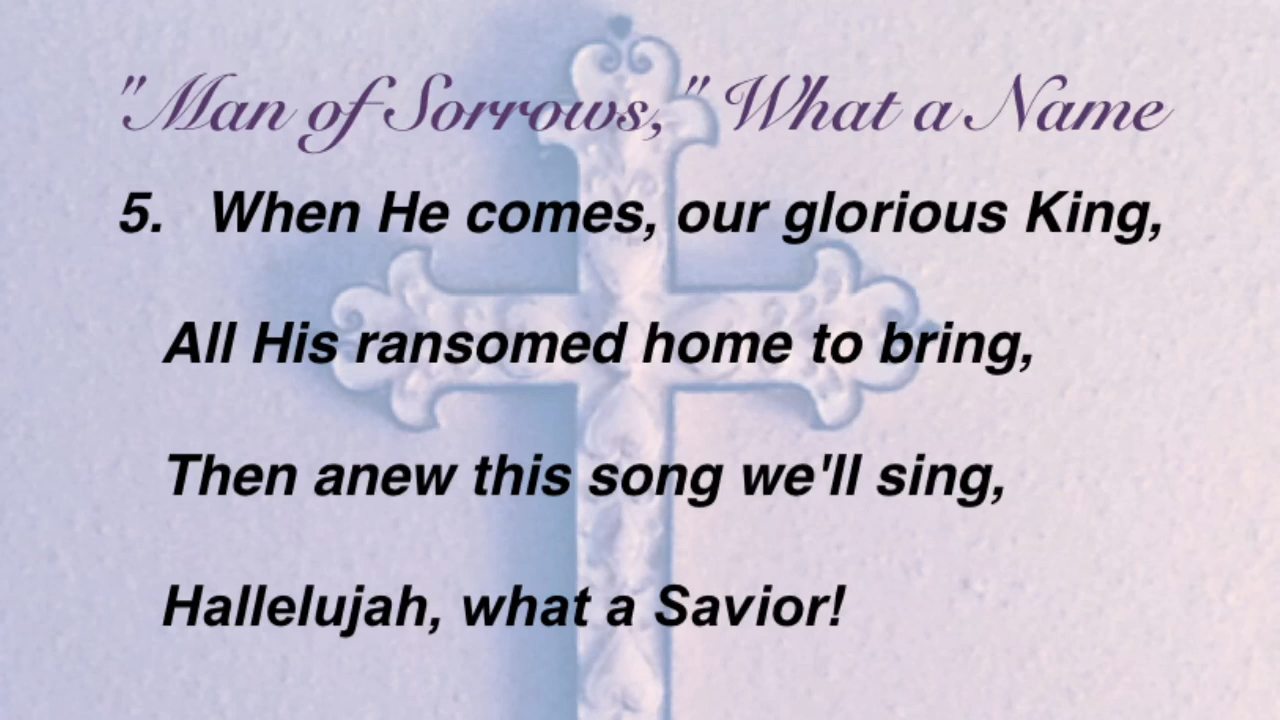 "Man of Sorrows," What a Name
5. When He comes, our glorious King,
All His ransomed home to bring,
Then anew this song we'll sing,
Hallelujah, what a Savior!